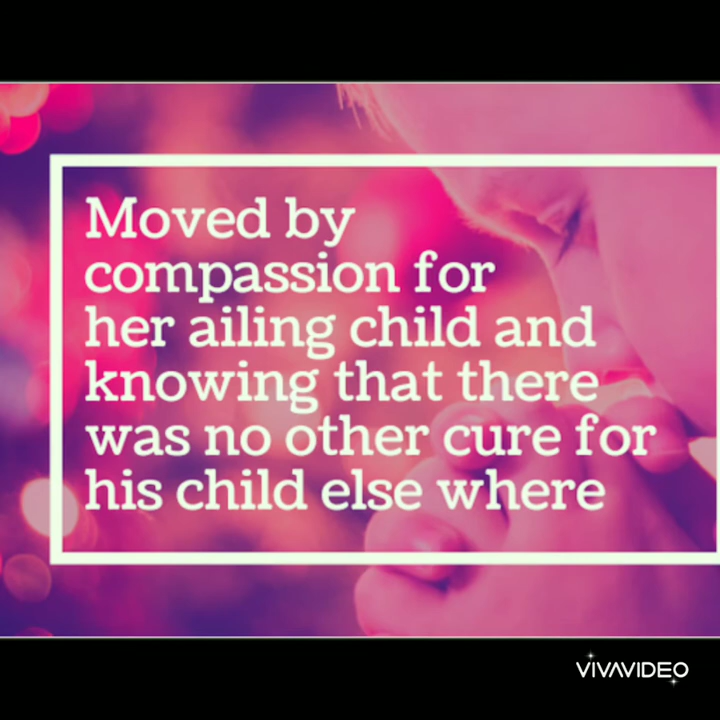 Moved by
compassion for
her ailing child and
knowing that there
was no other cure for
his child else where
VIVAVIDEO